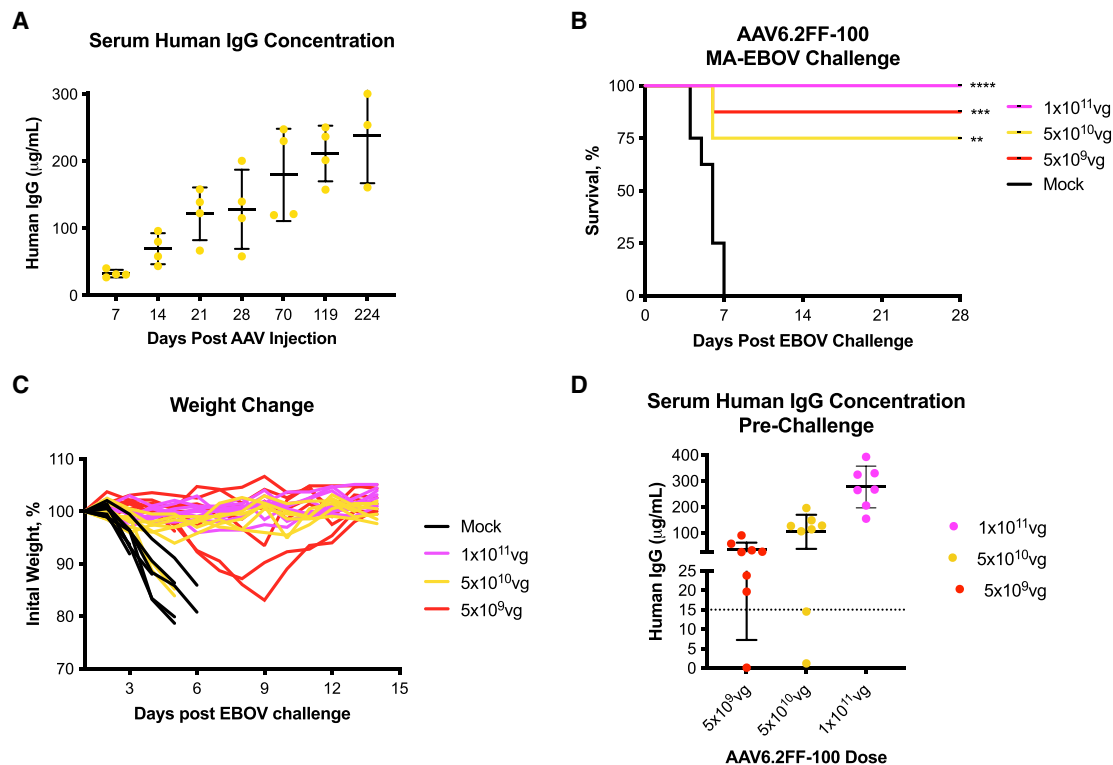 A
Serum Human IgG Concentration
300
200
100
0
Human IgG (µg/mL)
7 14 21 28 70 119 224
Days Post AAV Injection
B
AAV6.2FF-100
MA-EBOV Challenge
100
75
50
25
0
Survival, %
0 7 14 21 28
Days Post EBOV Challenge
****
***
**
1x10¹¹vg
5x10¹⁰vg
5x10⁹vg
Mock
C
Weight Change
110
100
90
80
70
Inital Weight, %
3 6 9 12 15
Days post EBOV challenge
Mock
1x10¹¹vg
5x10¹⁰vg
5x10⁹vg
D
Serum Human IgG Concentration
Pre-Challenge
400
300
200
100
25
20
15
10
5
0
Human IgG (µg/mL)
5x10⁹vg 5x10¹⁰vg 1x10¹¹vg
AAV6.2FF-100 Dose
1x10¹¹vg
5x10¹⁰vg
5x10⁹vg